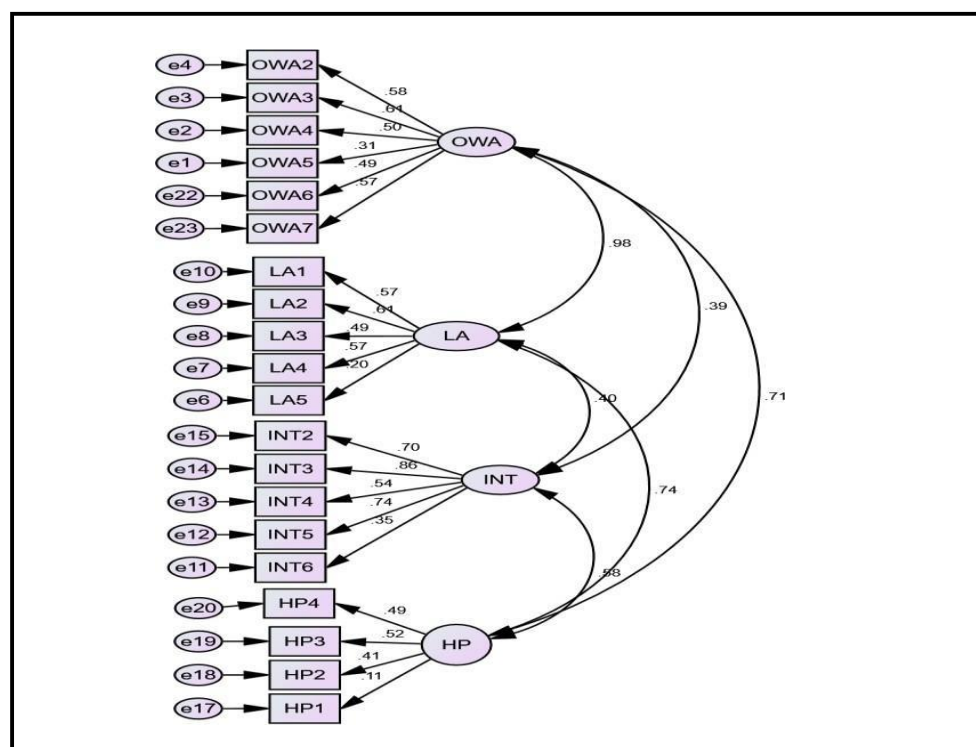 e4 OWA2
.58
e3 OWA3
.61
e2 OWA4
.50
OWA
e1 OWA5
.31
e22 OWA6
.49
e23 OWA7
.57
.98
e10 LA1
.57
e9 LA2
.61
.39
e8 LA3
.49
LA
e7 LA4
.57
e6 LA5
.20
.40
.71
e15 INT2
.70
e14 INT3
.86
INT
e13 INT4
.54
.74
e12 INT5
.74
e11 INT6
.35
.58
e20 HP4
.49
e19 HP3
.52
HP
e18 HP2
.41
e17 HP1
.11